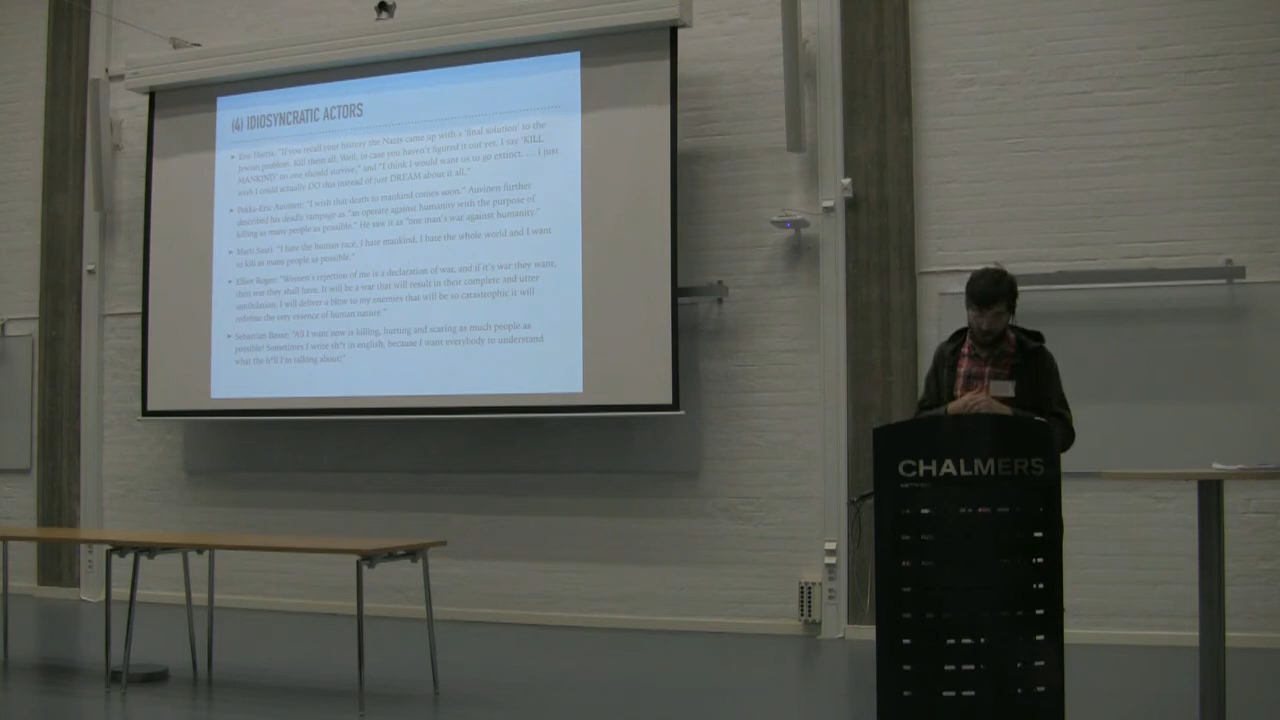 (4) IDIOSYNCRATIC ACTORS
➤ Eric Harris: "If you recall your history the Nazis came up with a 'final solution' to the
Jewish problem. Kill them all. Well, in case you haven't figured it out yet, I say 'KILL
MANKIND' no one should survive," and "I think I would want us to go extinct. … I just
wish I could actually DO this instead of just DREAM about it all."
➤ Pekka-Eric Auvinen: "I wish that death to mankind comes soon." Auvinen further
described his deadly rampage as "an operate against humanity with the purpose of
killing as many people as possible." He saw it as "one man's war against humanity."
➤ Marti Saari: "I hate the human race, I hate mankind, I hate the whole world and I want
to kill as many people as possible."
➤ Elliot Rodger: "Women's rejection of me is a declaration of war, and if it's war they want,
then war they shall have. It will be a war that will result in their complete and utter
annihilation. I will deliver a blow to my enemies that will be so catastrophic it will
redefine the very essence of human nature."
➤ Sebastian Bosse: "All I want now is killing, hurting and scaring as much people as
possible! Sometimes I write sh*t in english, because I want everybody to understand
what the h*ll I'm talking about!"
CHALMERS